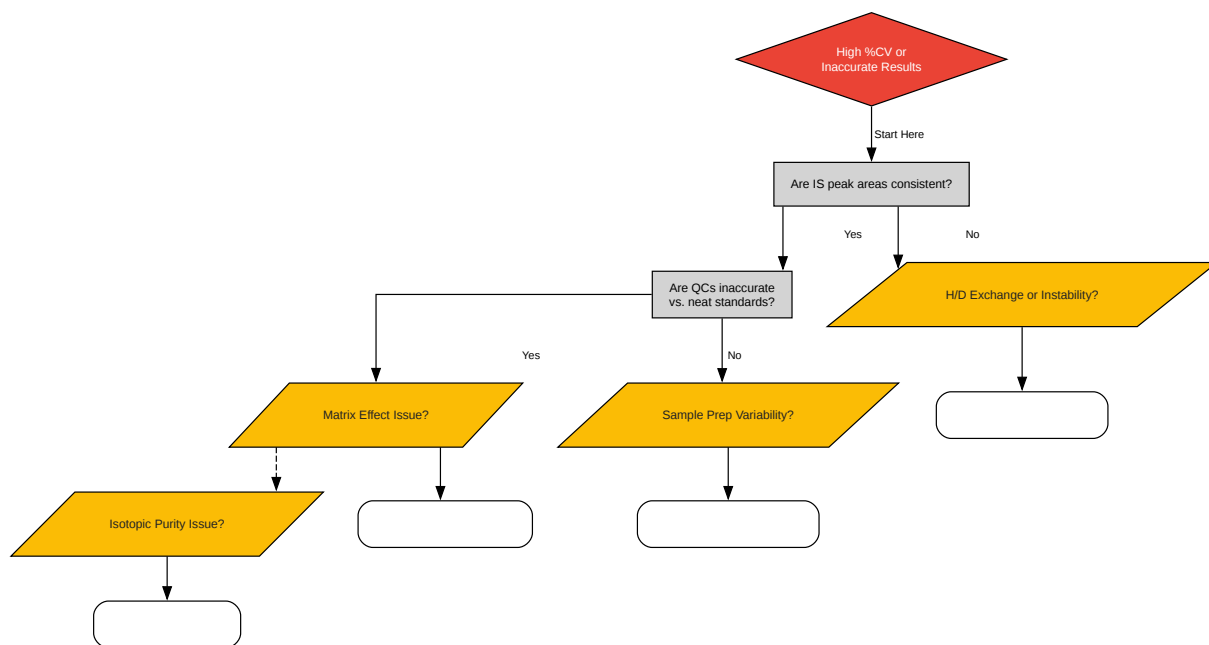 High %CV or
Inaccurate Results
Start Here
Are IS peak areas consistent?
Yes
No
Are QCs inaccurate
vs. neat standards?
H/D Exchange or Instability?
Yes
No
Matrix Effect Issue?
Sample Prep Variability?
Isotopic Purity Issue?